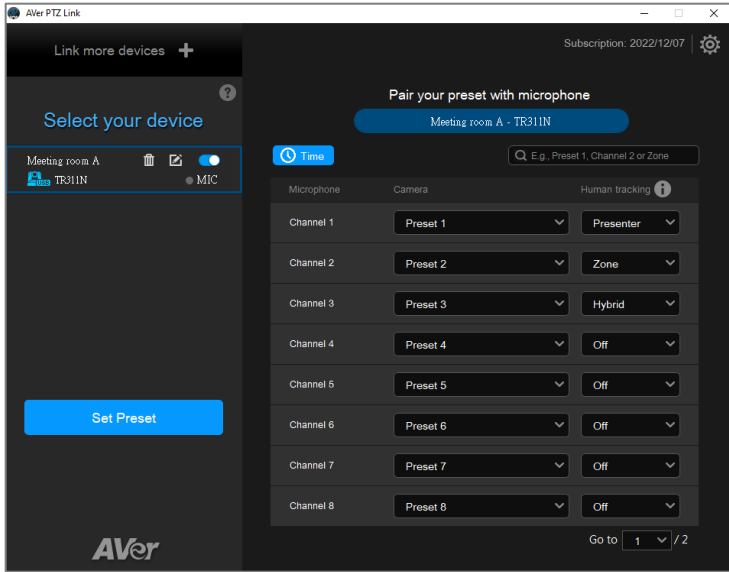 AVer PTZ Link
Link more devices
Subscription: 2022/12/07
?
Select your device
Meeting room A
USB TR311N MIC
Set Preset
AVer
Pair your preset with microphone
Meeting room A - TR311N
Time
E.g., Preset 1, Channel 2 or Zone
Microphone Camera Human tracking i
Channel 1 Preset 1 Presenter
Channel 2 Preset 2 Zone
Channel 3 Preset 3 Hybrid
Channel 4 Preset 4 Off
Channel 5 Preset 5 Off
Channel 6 Preset 6 Off
Channel 7 Preset 7 Off
Channel 8 Preset 8 Off
Go to 1 / 2